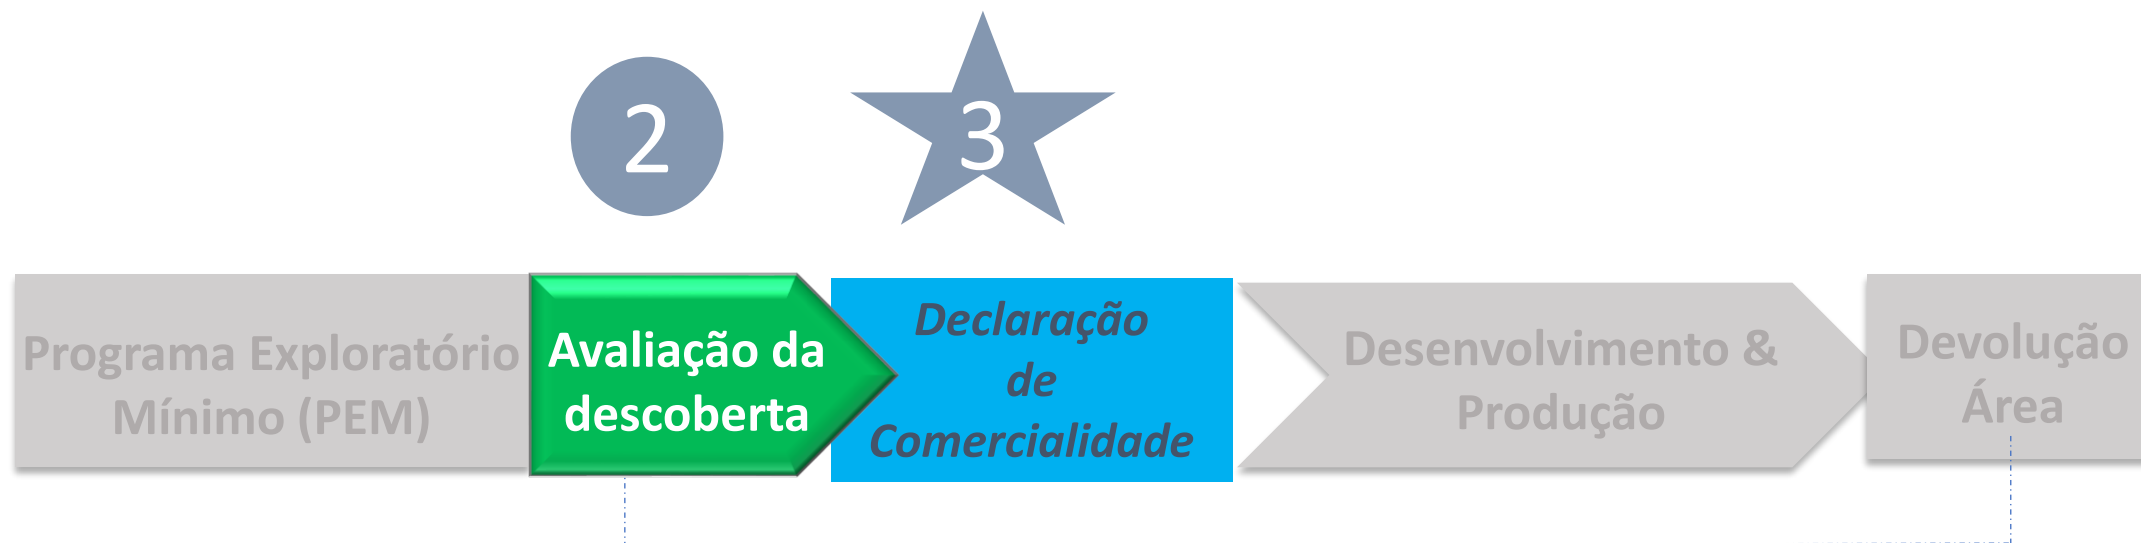 2
3
Programa Exploratório
Mínimo (PEM)
Avaliação da
descoberta
Declaração
de
Comercialidade
Desenvolvimento &
Produção
Devolução
Área